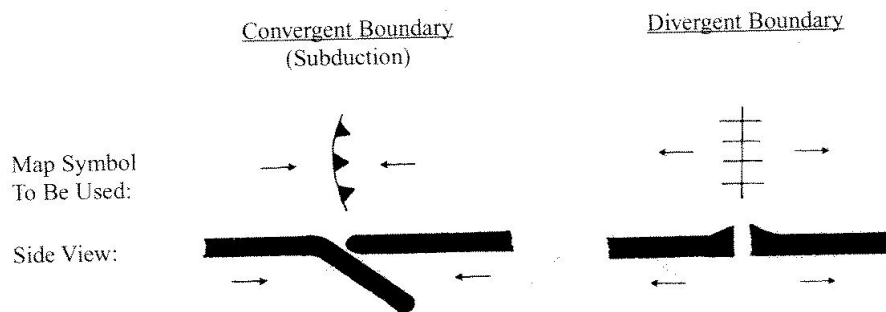 Convergent Boundary
(Subduction)
Divergent Boundary
Map Symbol
To Be Used:
Side View: